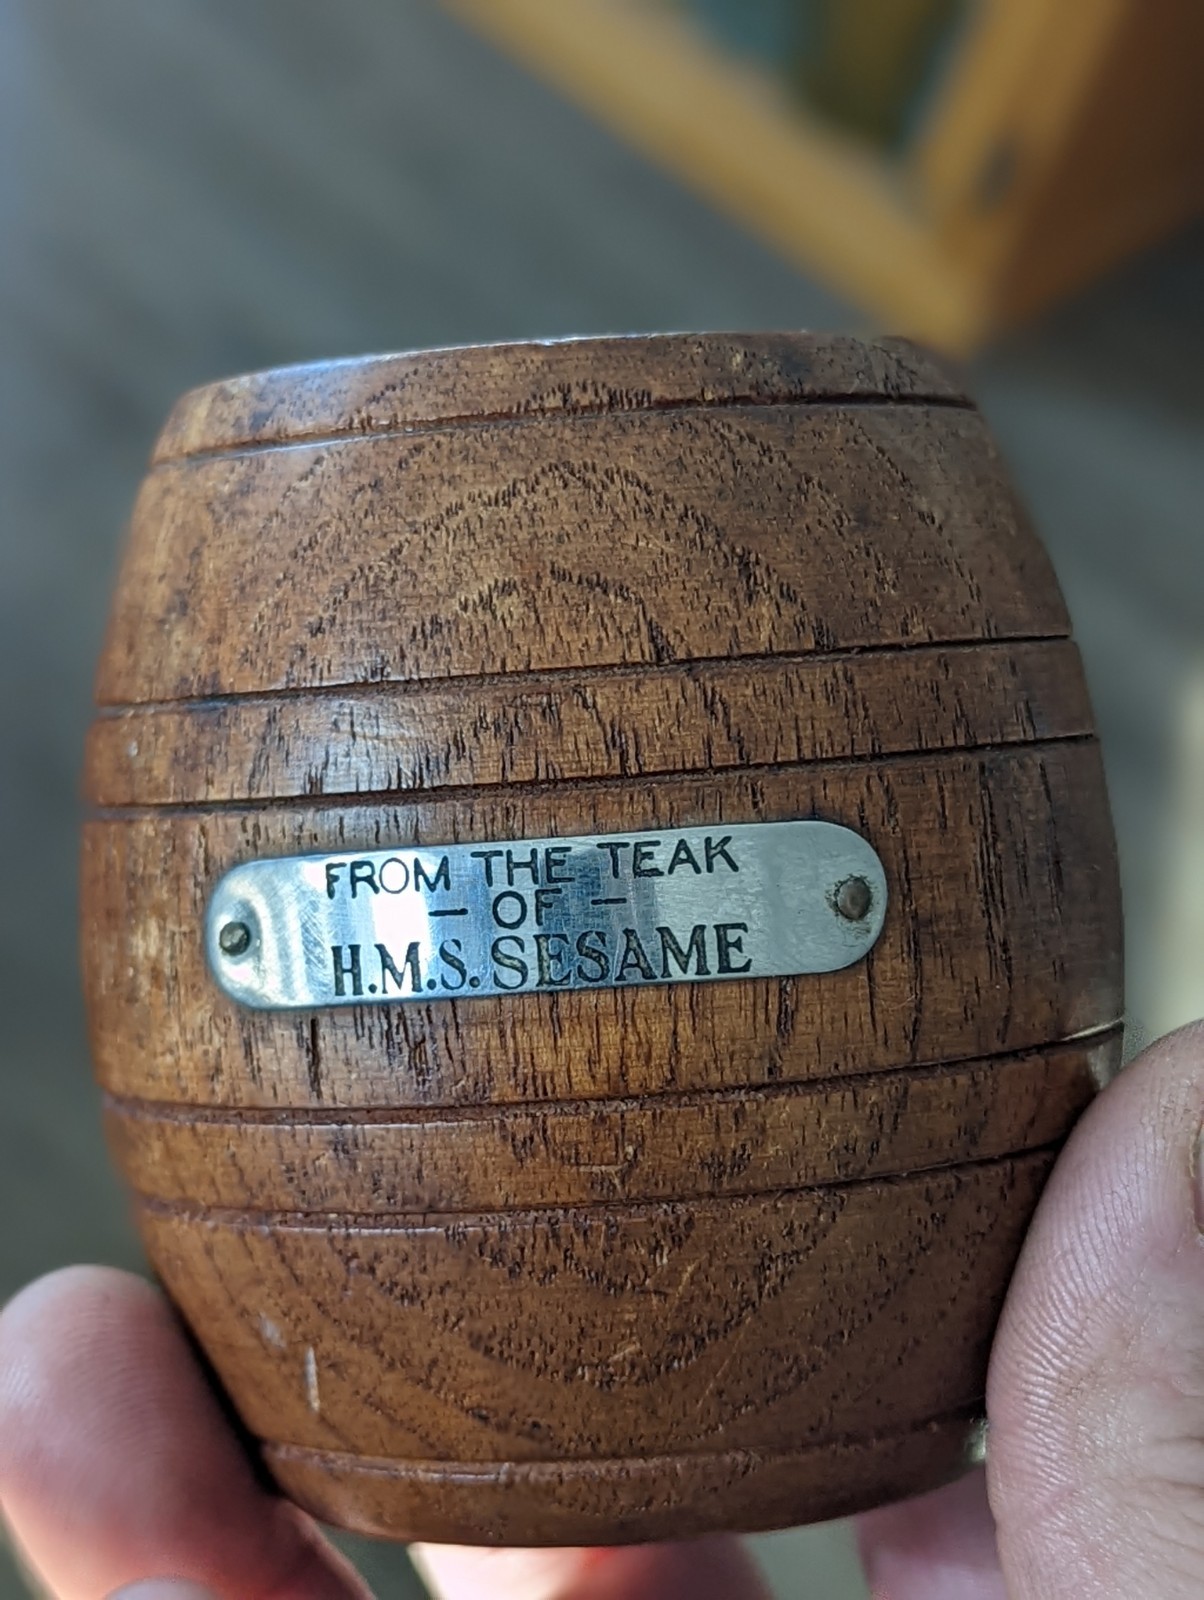 FROM THE TEAK
- OF -
H.M.S. SESAME